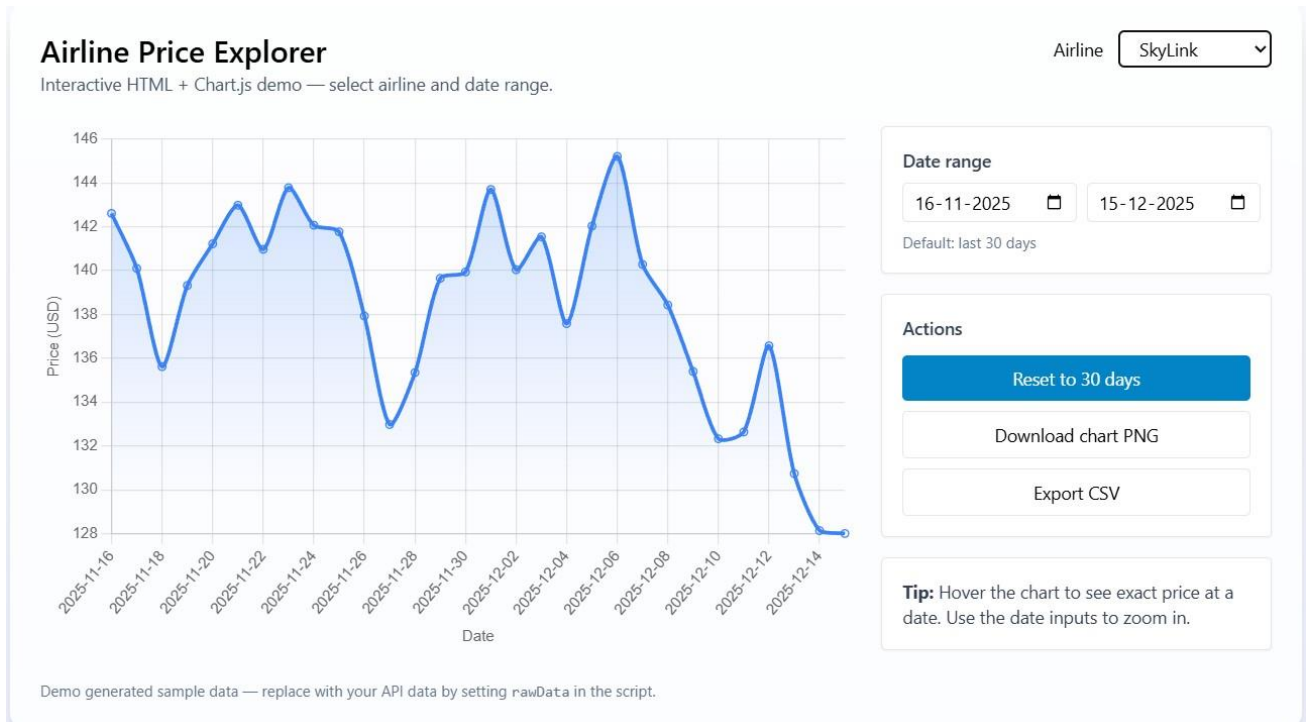 Airline Price Explorer
Airline SkyLink
Interactive HTML + Chart.js demo — select airline and date range.
146
144
142
140
138
136
134
132
130
128
Price (USD)
2025-11-16
2025-11-18
2025-11-20
2025-11-22
2025-11-24
2025-11-26
2025-11-28
2025-11-30
2025-12-02
2025-12-04
2025-12-06
2025-12-08
2025-12-10
2025-12-12
2025-12-14
Date
Date range
16-11-2025 15-12-2025
Default: last 30 days
Actions
Reset to 30 days
Download chart PNG
Export CSV
Tip: Hover the chart to see exact price at a
date. Use the date inputs to zoom in.
Demo generated sample data — replace with your API data by setting rawData in the script.